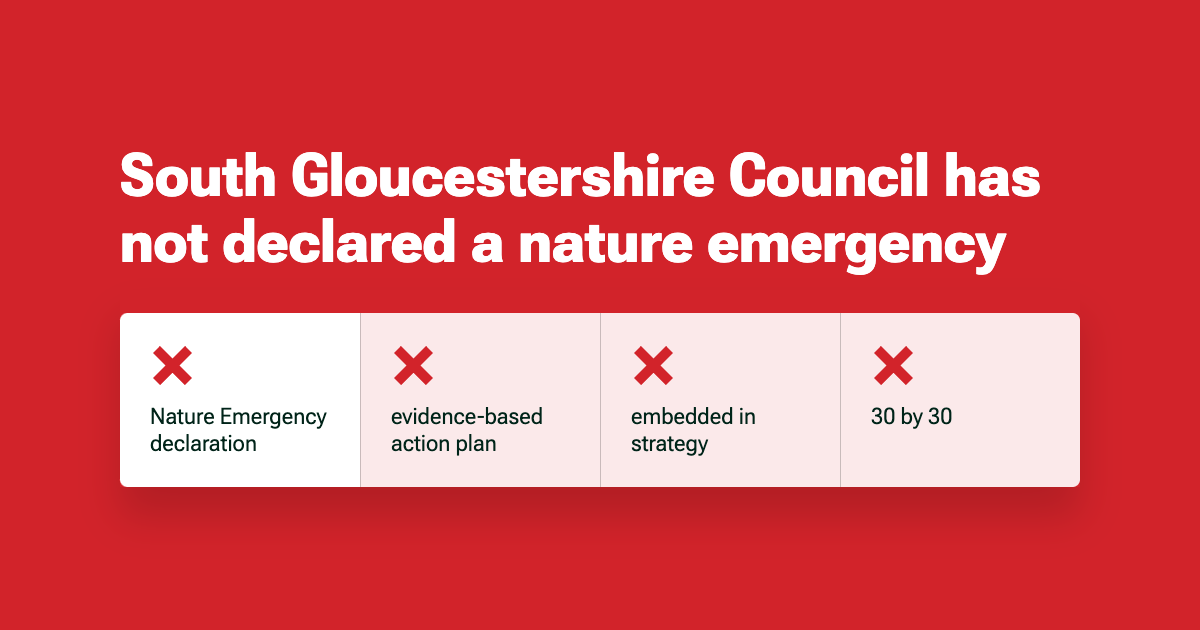 South Gloucestershire Council has
not declared a nature emergency
Nature Emergency
declaration
evidence-based
action plan
embedded in
strategy
30 by 30